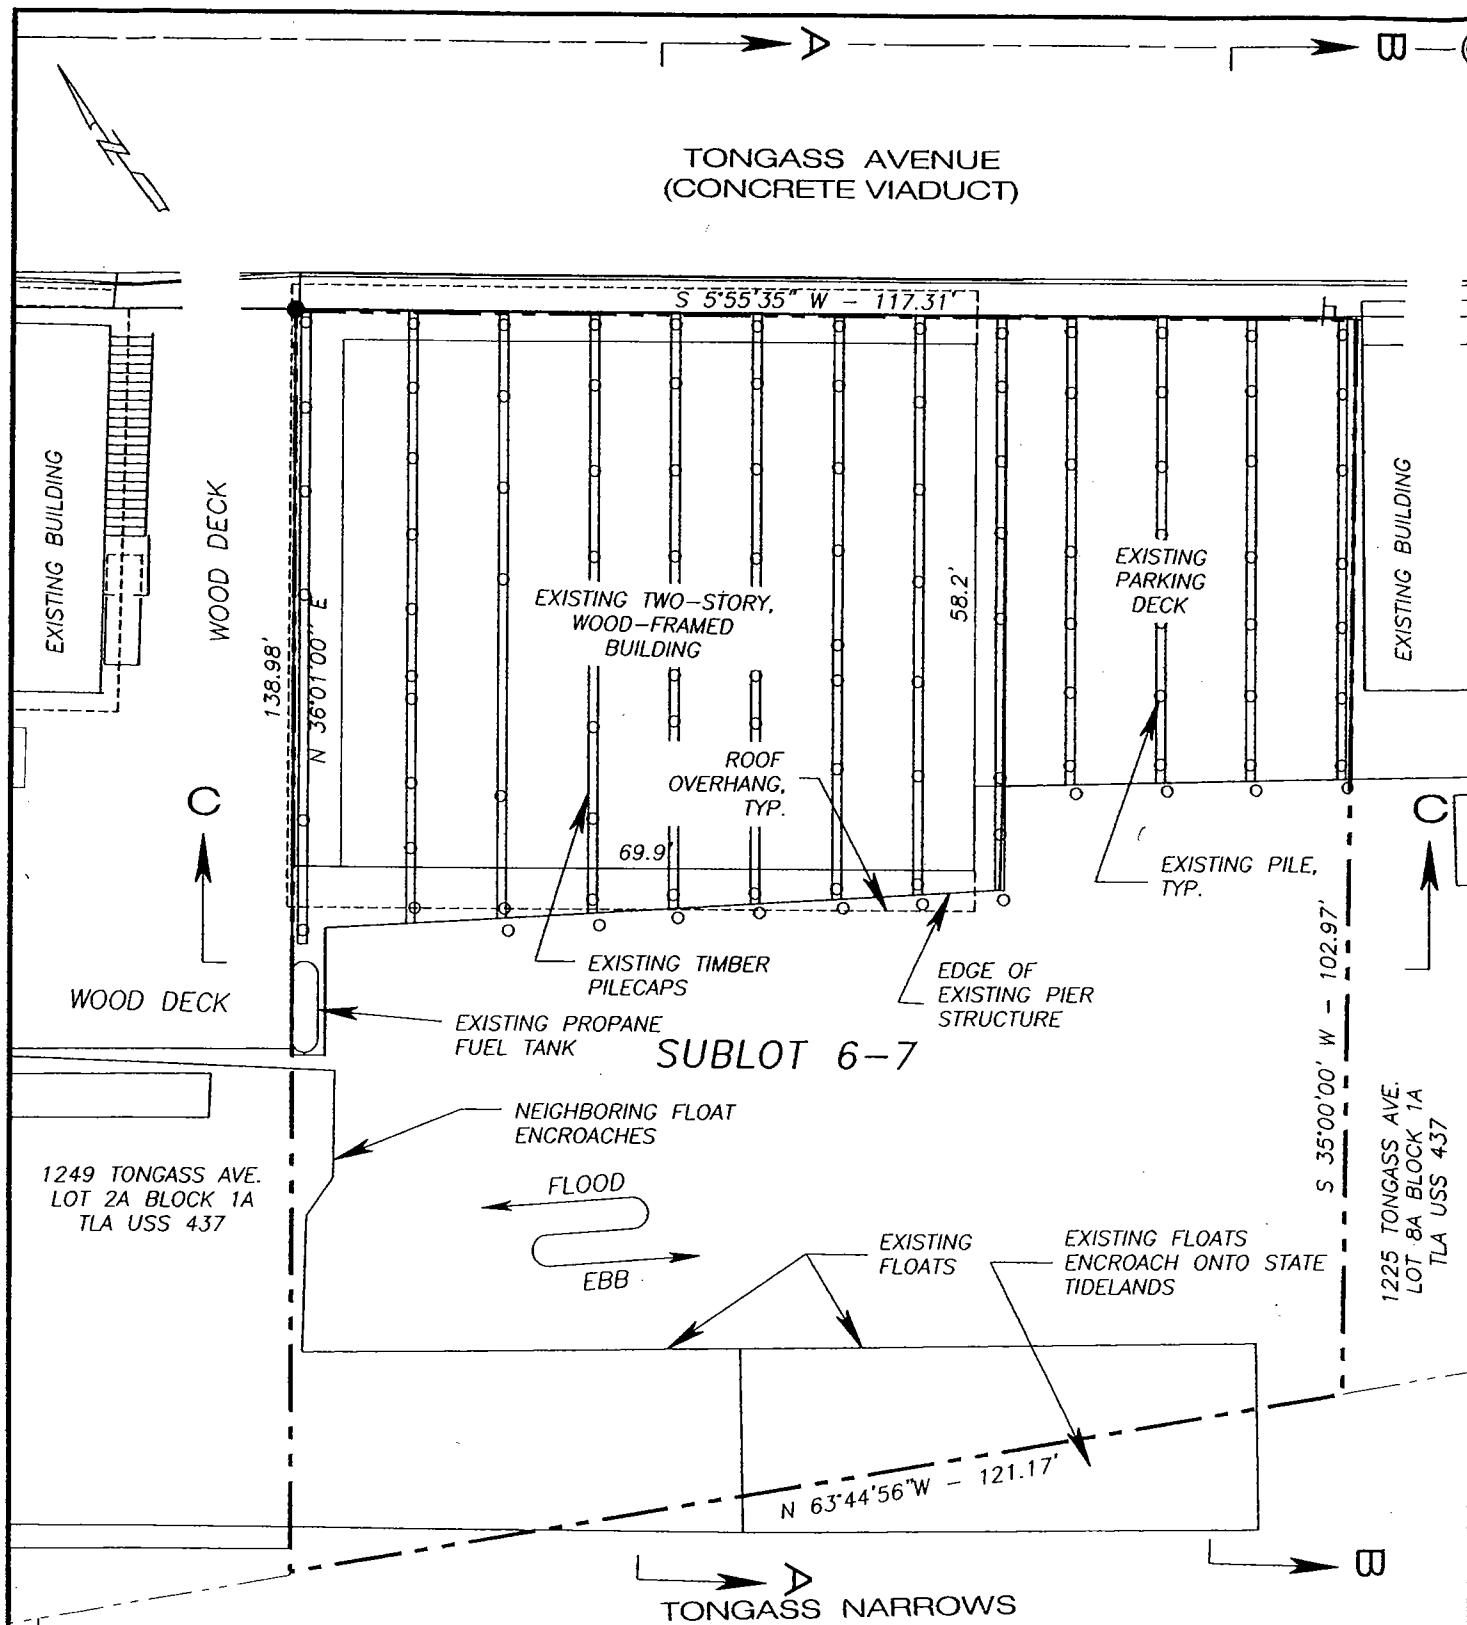 A
B
TONGASS AVENUE
(CONCRETE VIADUCT)
S 5°55'35" W - 117.31'
EXISTING BUILDING
WOOD DECK
138.98'
N 36°01'00" E
EXISTING TWO-STORY,
WOOD-FRAMED
BUILDING
58.2'
EXISTING
PARKING
DECK
EXISTING BUILDING
ROOF
OVERHANG,
TYP.
C
C
69.9'
EXISTING PILE,
TYP.
EXISTING TIMBER
PILECAPS
EDGE OF
EXISTING PIER
STRUCTURE
WOOD DECK
EXISTING PROPANE
FUEL TANK
SUBLOT 6-7
S 35°00'00' W - 102.97'
NEIGHBORING FLOAT
ENCROACHES
1249 TONGASS AVE.
LOT 2A BLOCK 1A
TLA USS 437
FLOOD
EBB
EXISTING
FLOATS
EXISTING FLOATS
ENCROACH ONTO STATE
TIDELANDS
1225 TONGASS AVE.
LOT 8A BLOCK 1A
TLA USS 437
N 63°44'56"W - 121.17'
A
B
TONGASS NARROWS